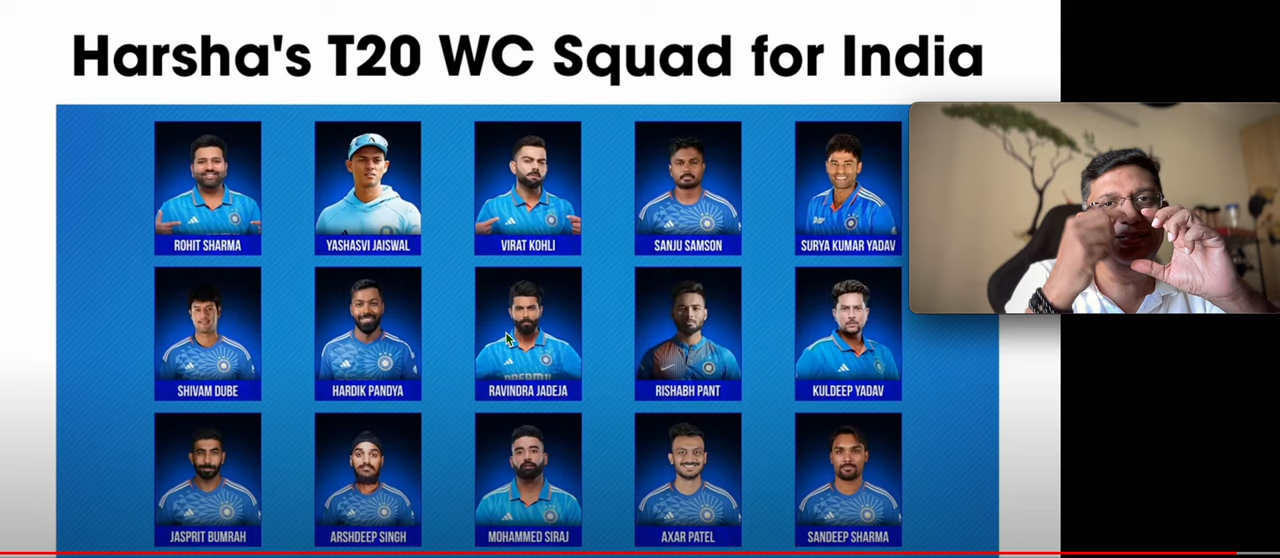 Harsha's T20 WC Squad for India
ROHIT SHARMA
YASHASVI JAISWAL
VIRAT KOHLI
SANJU SAMSON
SURYA KUMAR YADAV
SHIVAM DUBE
HARDIK PANDYA
RAVINDRA JADEJA
RISHABH PANT
KULDEEP YADAV
JASPRIT BUMRAH
ARSHDEEP SINGH
MOHAMMED SIRAJ
AXAR PATEL
SANDEEP SHARMA